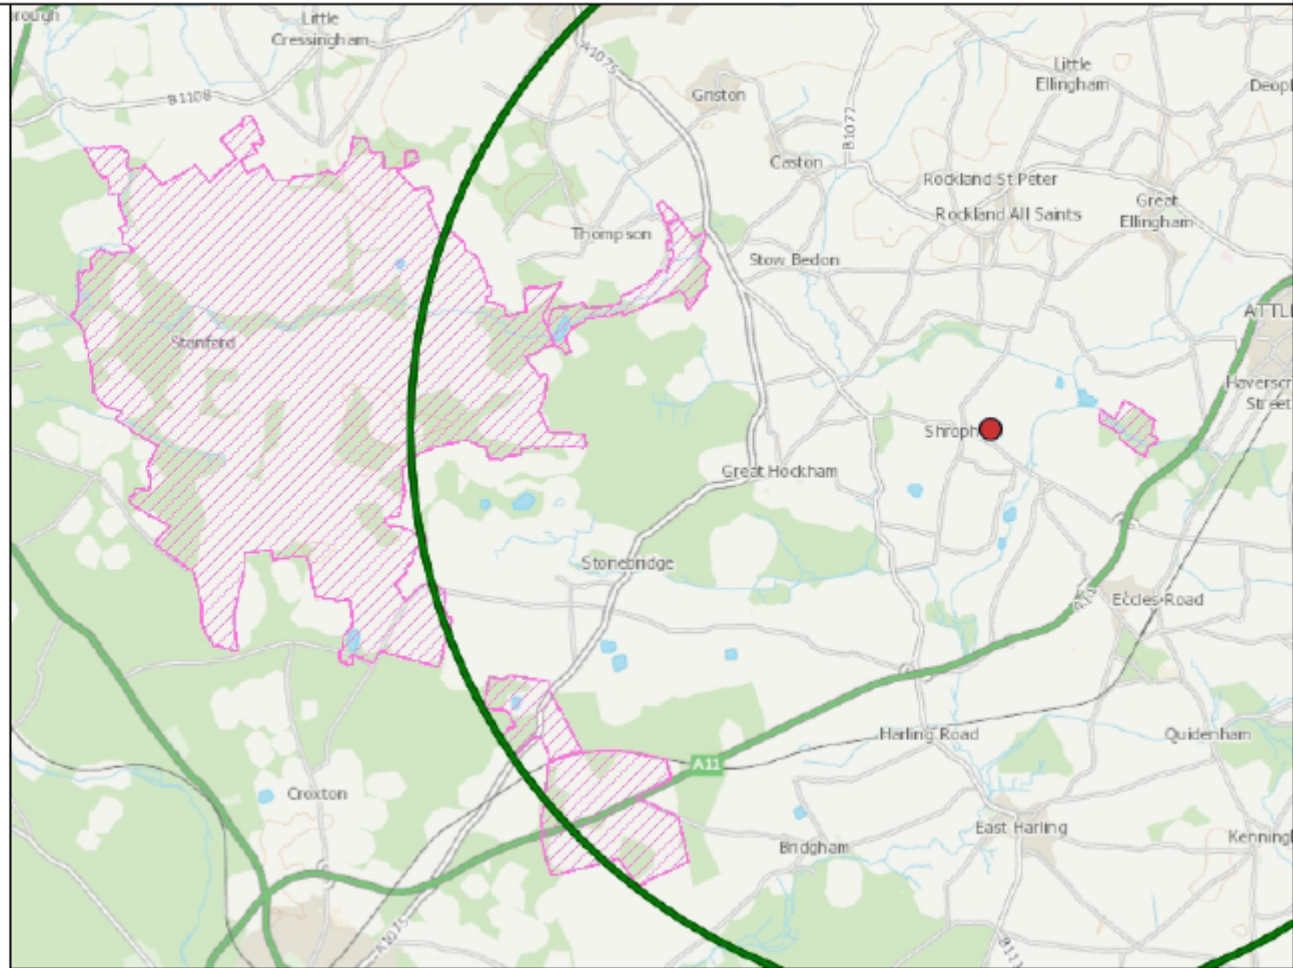 Little
Cressingham
B1108
A1075
Griston
B1077
Little
Ellingham
Caston
Rockland St Peter
Rockland All Saints
Great
Ellingham
Thompson
Stow Bedon
Stanford
Shroph
Great Hockham
Stonebridge
A11
Eccles Road
Harling Road
Quidenham
A11
Croxton
East Harling
Bridgham
A1075